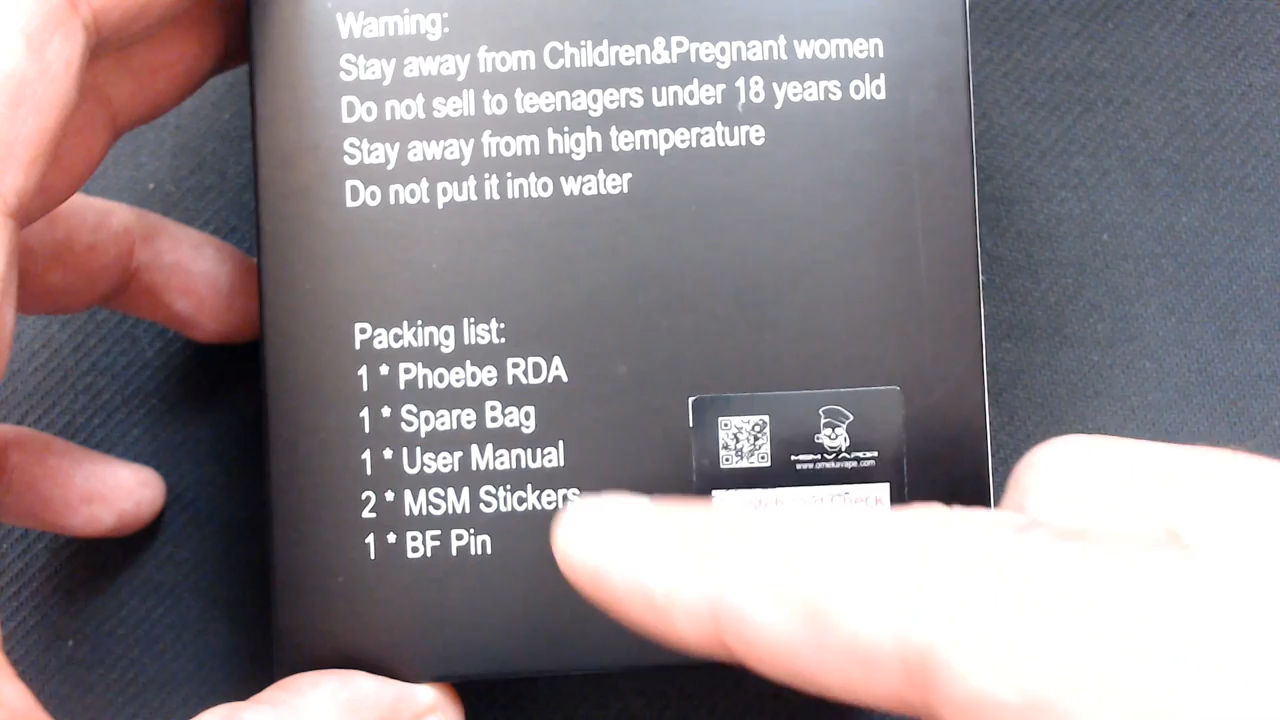 Warning:
Stay away from Children&Pregnant women
Do not sell to teenagers under 18 years old
Stay away from high temperature
Do not put it into water
Packing list:
1 * Phoebe RDA
1 * Spare Bag
1 * User Manual
2 * MSM Stickers
1 * BF Pin
MSM VAPOR
www.omekavape.com
Check